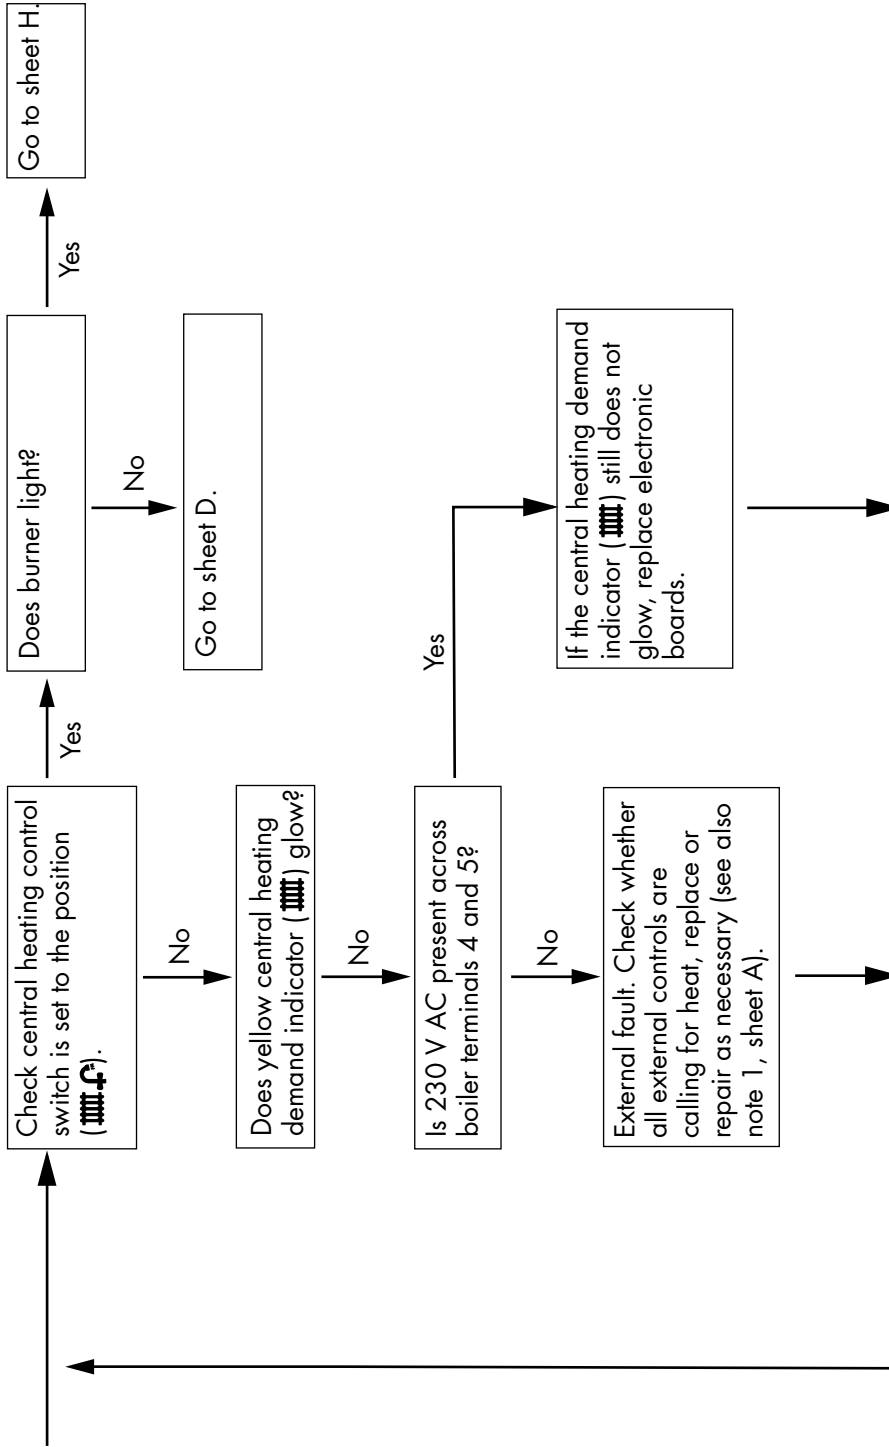 Check central heating control
switch is set to the position
( ).
Yes
Does burner light?
Yes
Go to sheet H.
No
Go to sheet D.
No
Does yellow central heating
demand indicator ( ) glow?
No
Is 230 V AC present across
boiler terminals 4 and 5?
Yes
If the central heating demand
indicator ( ) still does not
glow, replace electronic
boards.
No
External fault. Check whether
all external controls are
calling for heat, replace or
repair as necessary (see also
note 1, sheet A).